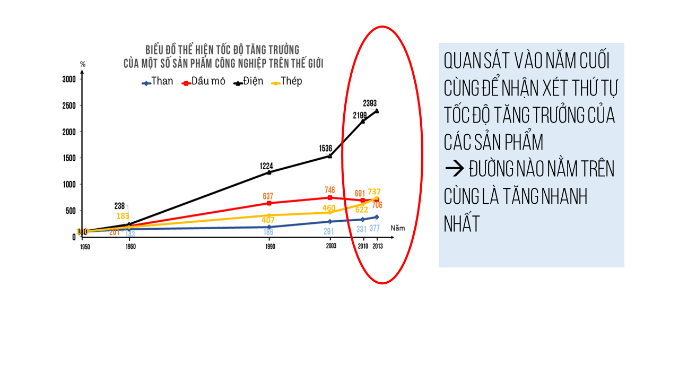 BIỂU ĐỒ THỂ HIỆN TỐC ĐỘ TĂNG TRƯỞNG
CỦA MỘT SỐ SẢN PHẨM CÔNG NGHIỆP TRÊN THẾ GIỚI
%
Than Dầu mỏ Điện Thép
3000
2500
2000
1500
1000
500
0
238
183
201
1224
637
407
1536
746
460
291
2199
691
622
331
2393
737
706
377
Năm
1950 1960 1990 2000 2010 2013
QUAN SÁT VÀO NĂM CUỐI
CÙNG ĐỂ NHẬN XÉT THỨ TỰ
TỐC ĐỘ TĂNG TRƯỞNG CỦA
CÁC SẢN PHẨM
→ ĐƯỜNG NÀO NẰM TRÊN
CÙNG LÀ TĂNG NHANH
NHẤT